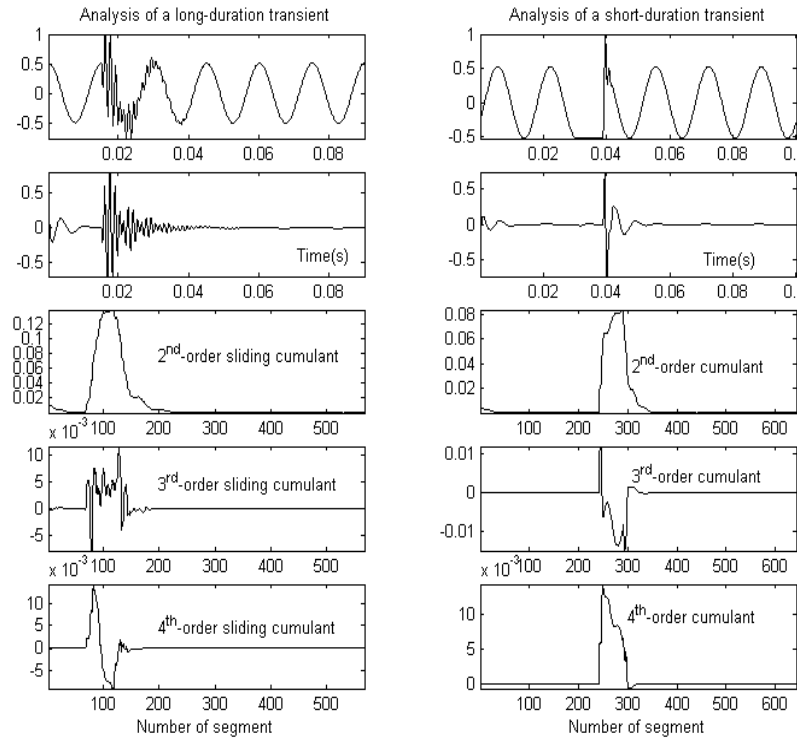 Analysis of a long-duration transient
1
0.5
0
-0.5
0.02 0.04 0.06 0.08
0.5
0
-0.5
Time(s)
0.02 0.04 0.06 0.08
0.12
0.1
0.08
0.06
0.04
0.02
2nd-order sliding cumulant
100 200 300 400 500
x 10-3
10
5
0
-5
3rd-order sliding cumulant
100 200 300 400 500
x 10-3
10
5
0
-5
4th-order sliding cumulant
100 200 300 400 500
Number of segment
Analysis of a short-duration transient
1
0.5
0
-0.5
0 0.02 0.04 0.06 0.08 0.
0.5
0
-0.5
Time(s)
0 0.02 0.04 0.06 0.08 0.
0.08
0.06
0.04
0.02
2nd-order cumulant
100 200 300 400 500 600
0.01
0
-0.01
3rd-order cumulant
100 200 300 400 500 600
x 10-3
10
5
0
4th-order cumulant
100 200 300 400 500 600
Number of segment